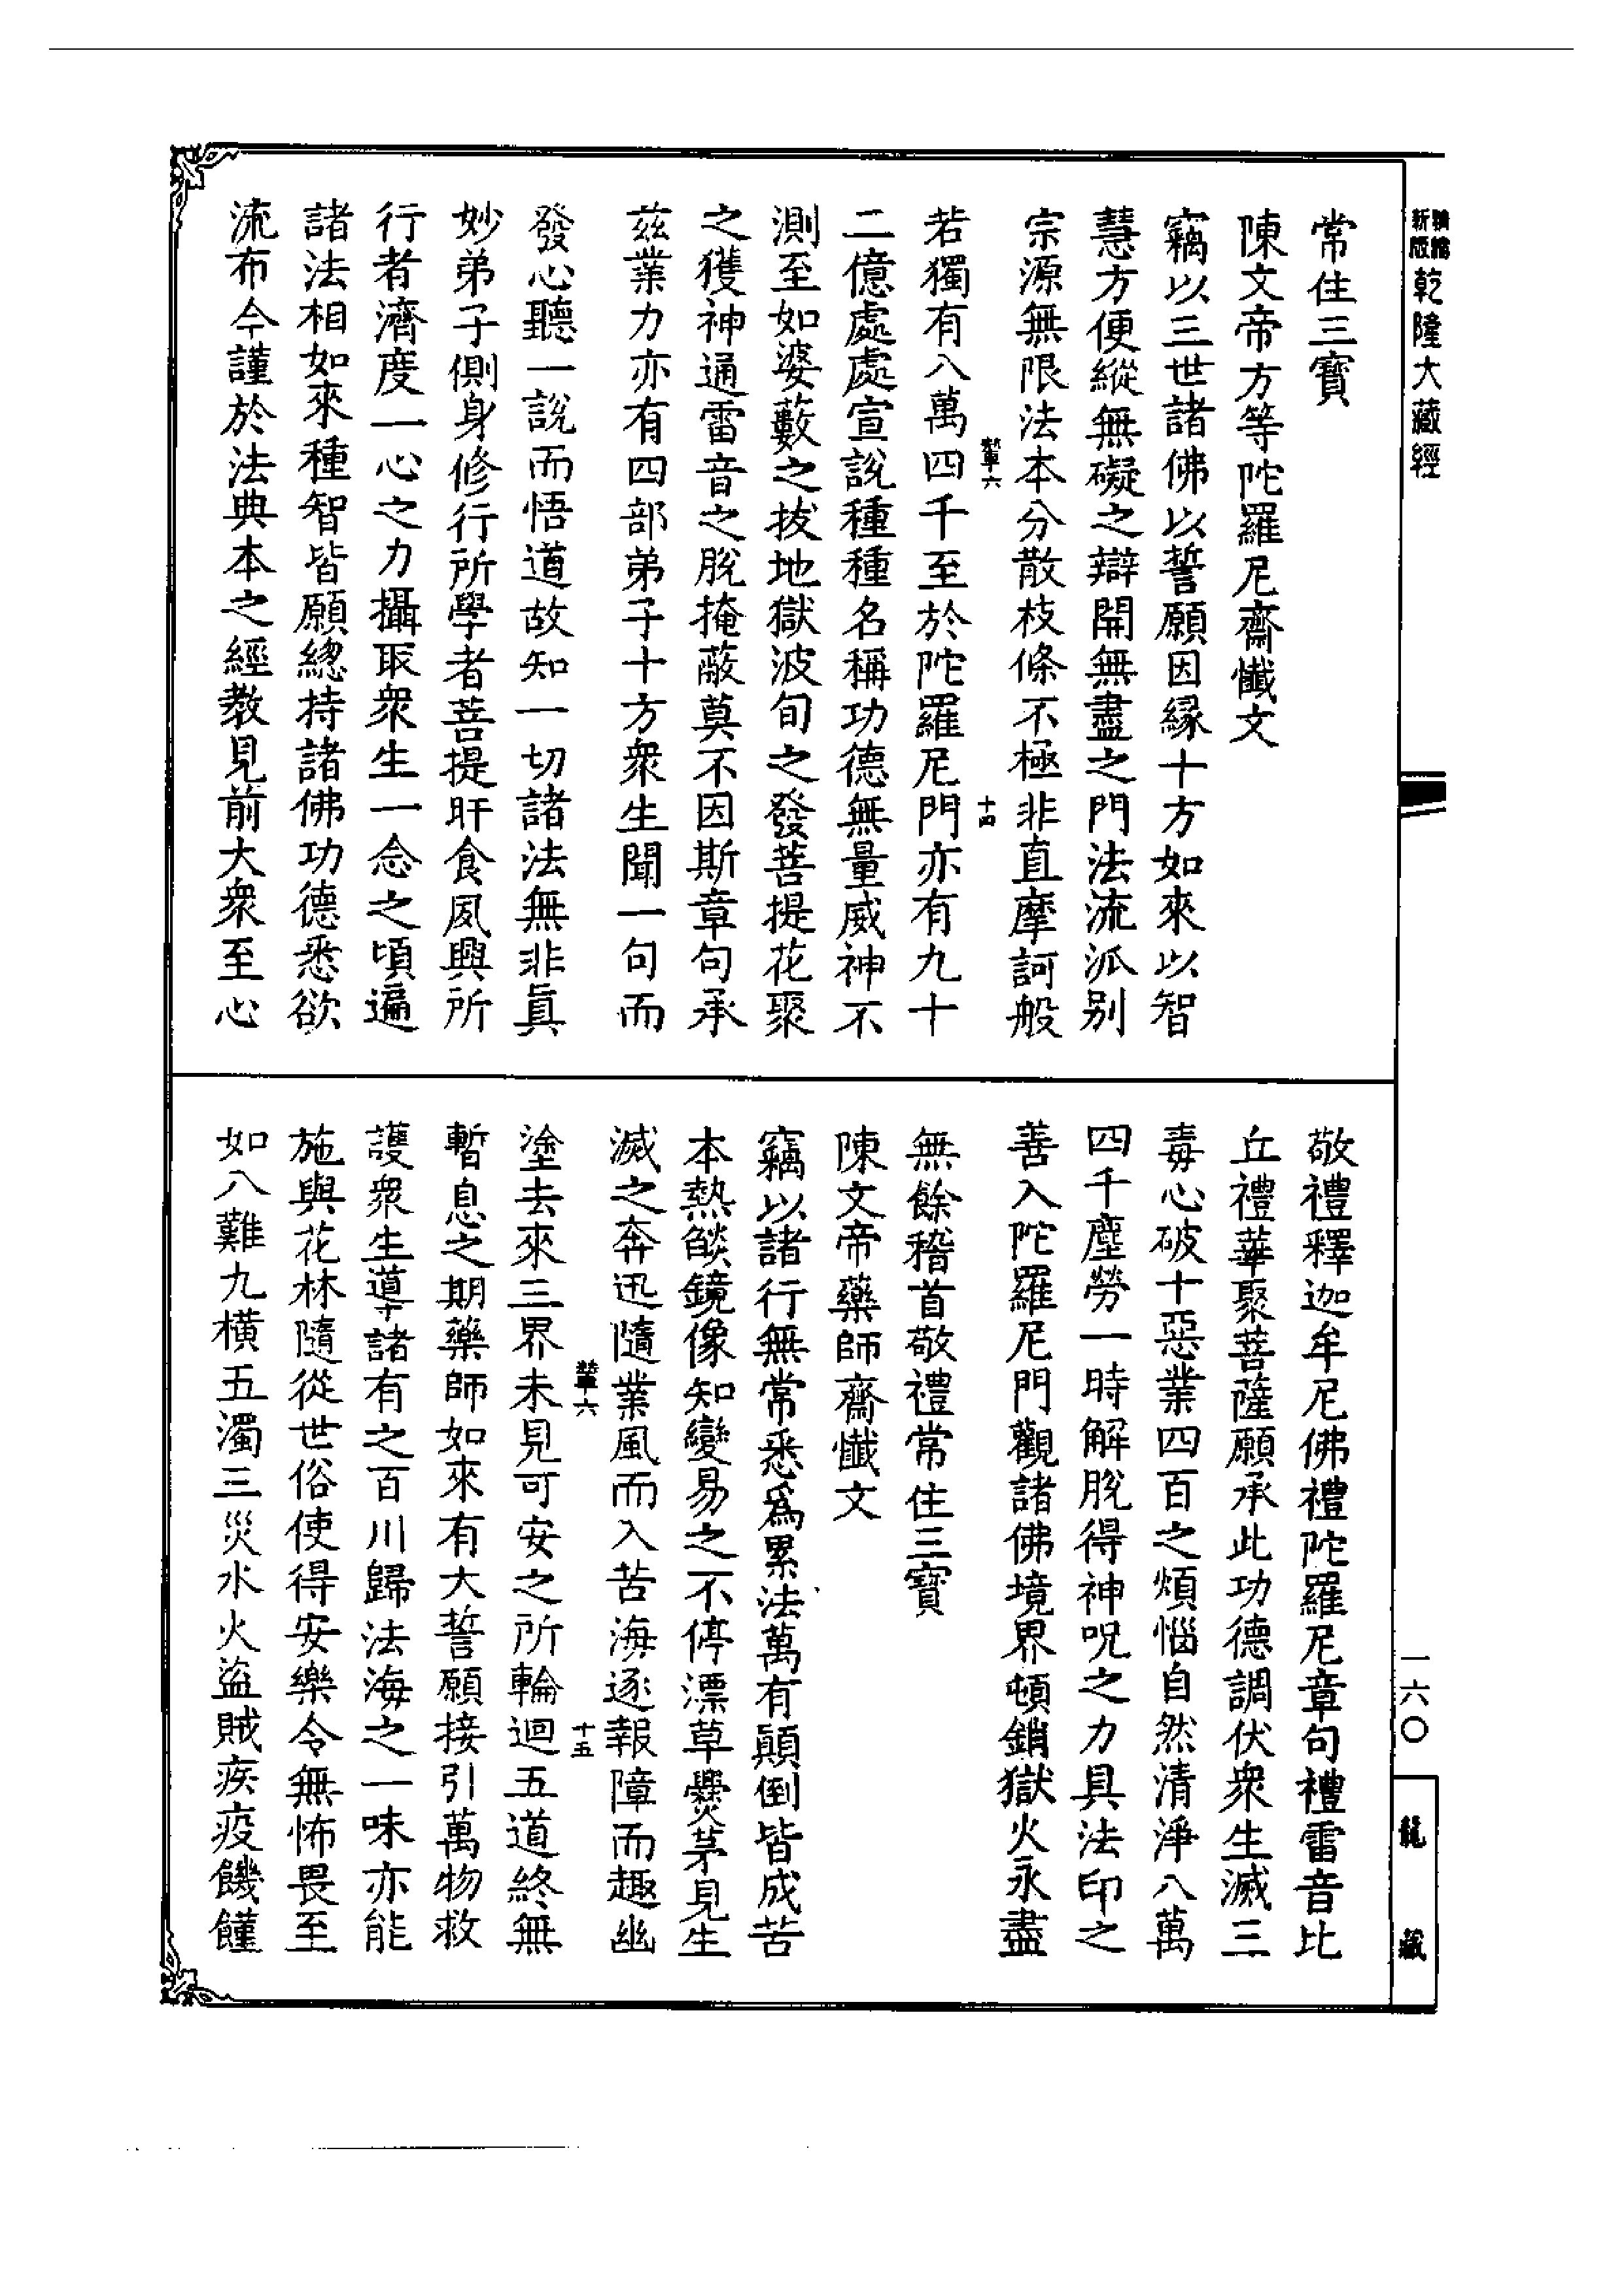 精縮
新版
乾隆大藏經
常住三寶
陳文帝方等陀羅尼齋懺文
竊以三世諸佛以誓願因緣十方如來以智
慧方便縱無礙之辯開無盡之門法流派別
宗源無限法本分散枝條不極非直摩訶般
輦六
十四
若獨有八萬四千至於陀羅尼門亦有九十
二億處處宣說種種名稱功德無量威神不
測至如婆藪之拔地獄波旬之發菩提花聚
之獲神通雷音之脫掩蔽莫不因斯章句承
茲業力亦有四部弟子十方衆生聞一句而
發心聽一說而悟道故知一切諸法無非眞
妙弟子側身修行所學者菩提旰食夙興所
行者濟度一心之力攝取衆生一念之頃遍
諸法相如來種智皆願總持諸佛功德悉欲
流布今謹於法典本之經教見前大衆至心
敬禮釋迦牟尼佛禮陀羅尼章句禮雷音比
丘禮華聚菩薩願承此功德調伏衆生滅三
毒心破十惡業四百之煩惱自然清淨八萬
四千塵勞一時解脫得神呪之力具法印之
善入陀羅尼門觀諸佛境界頓銷獄火永盡
無餘稽首敬禮常住三寶
陳文帝藥師齋懺文
竊以諸行無常悉爲累法萬有顛倒皆成苦
本熱燄鏡像知變易之不停漂草爨茅見生
滅之奔迅隨業風而入苦海逐報障而趣幽
輦六
十五
塗去來三界未見可安之所輪迴五道終無
暫息之期藥師如來有大誓願接引萬物救
護衆生導諸有之百川歸法海之一味亦能
施與花林隨從世俗使得安樂令無怖畏至
如八難九橫五濁三災水火盜賊疾疫饑饉
一六〇
龍藏